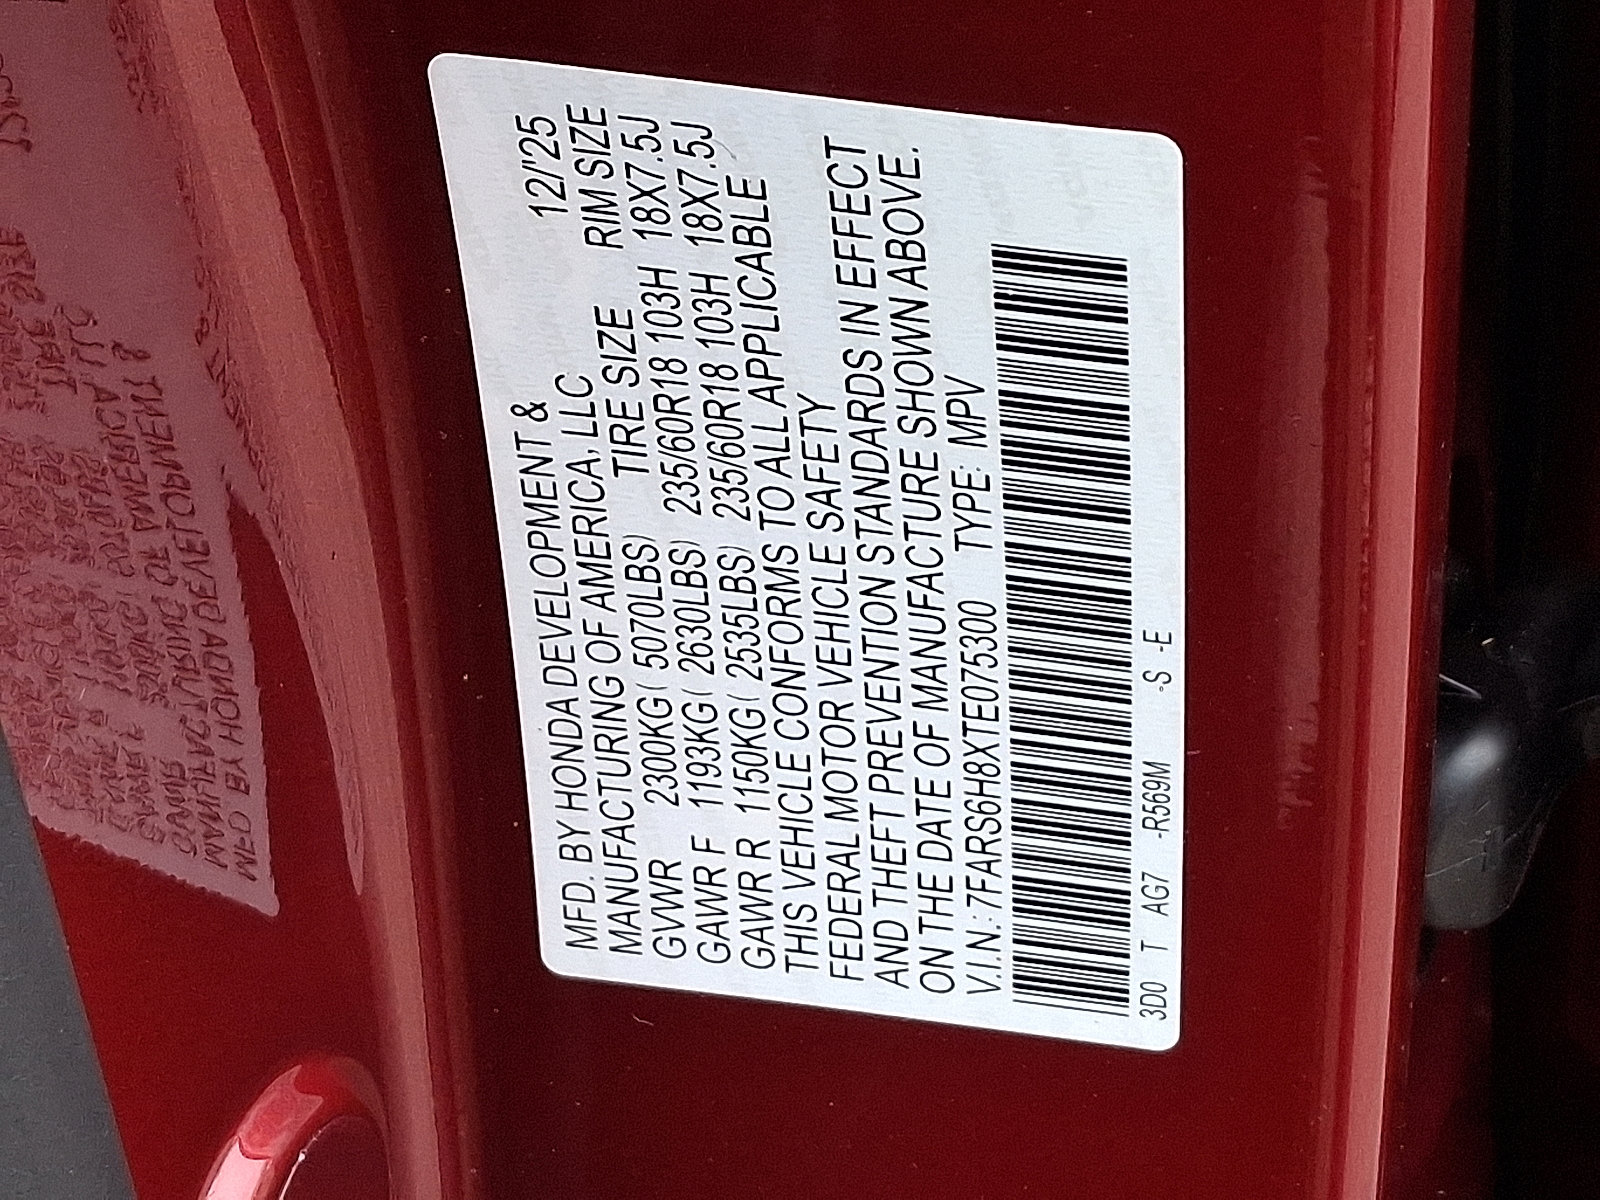 MFD. BY HONDA DEVELOPMENT & 12/'25
MANUFACTURING OF AMERICA, LLC RIM SIZE
TIRE SIZE
GVWR 2300KG( 5070LBS) 235/60R18 103H 18X7.5J
GAWR F 1193KG( 2630LBS) 235/60R18 103H 18X7.5J
GAWR R 1150KG( 2535LBS)
THIS VEHICLE CONFORMS TO ALL APPLICABLE
FEDERAL MOTOR VEHICLE SAFETY
AND THEFT PREVENTION STANDARDS IN EFFECT
ON THE DATE OF MANUFACTURE SHOWN ABOVE.
V.I.N.: 7FARS6H8XTE075300 TYPE: MPV
3D0 T AG7 -R569M -S -E